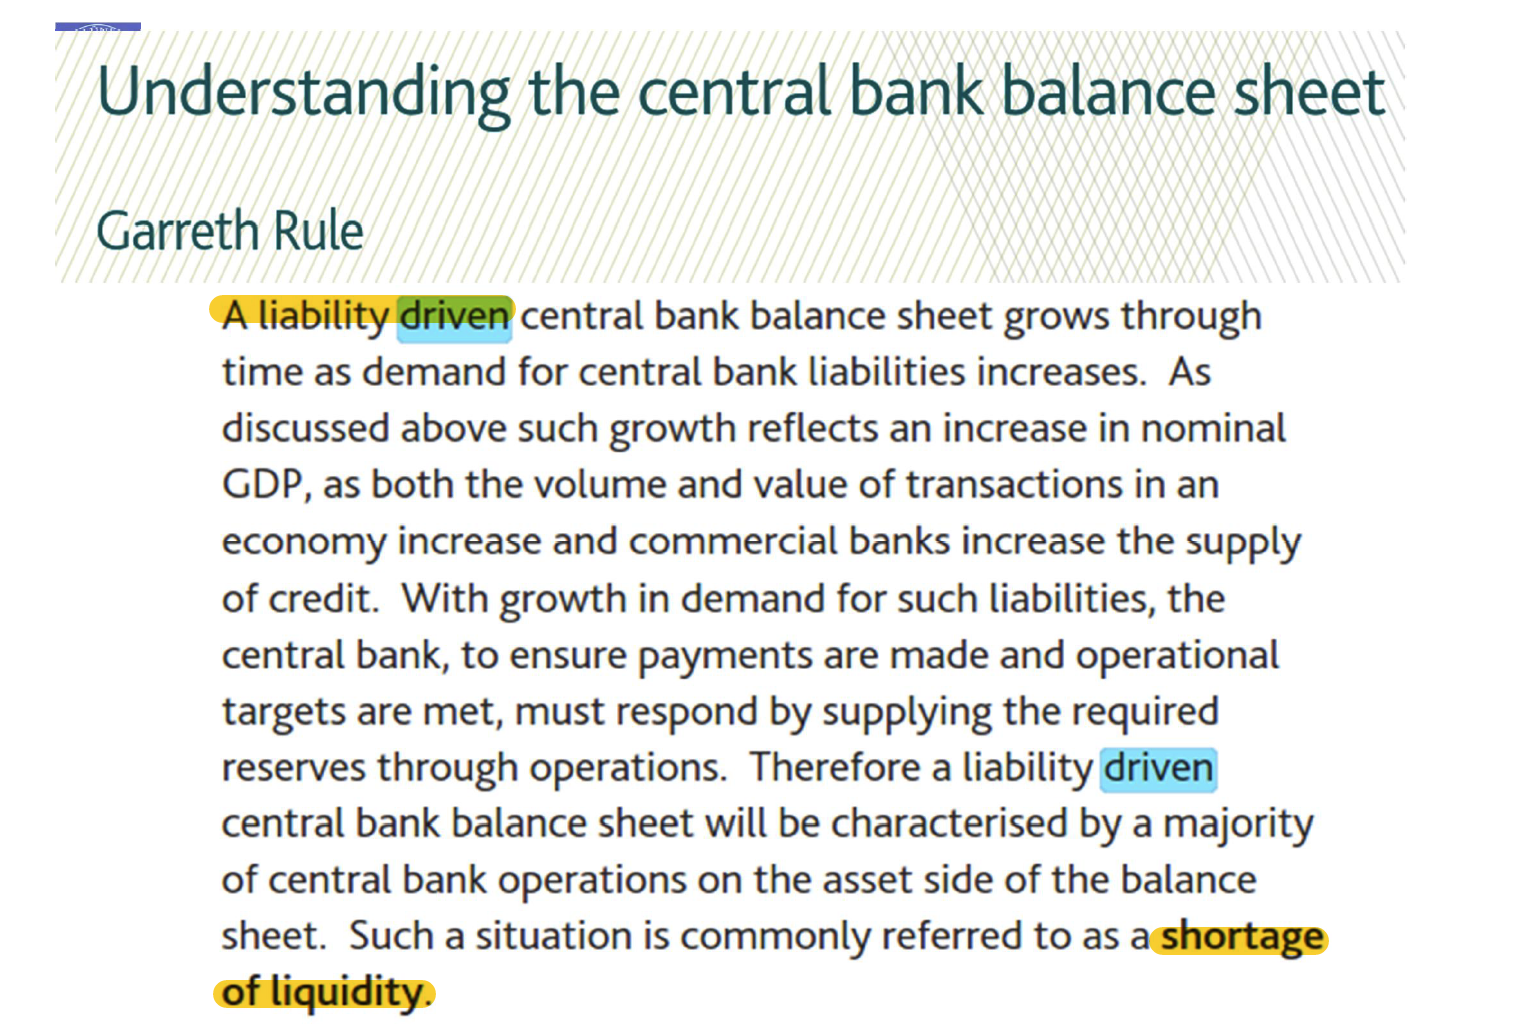 Understanding the central bank balance sheet
Garreth Rule
A liability driven central bank balance sheet grows through
time as demand for central bank liabilities increases. As
discussed above such growth reflects an increase in nominal
GDP, as both the volume and value of transactions in an
economy increase and commercial banks increase the supply
of credit. With growth in demand for such liabilities, the
central bank, to ensure payments are made and operational
targets are met, must respond by supplying the required
reserves through operations. Therefore a liability driven
central bank balance sheet will be characterised by a majority
of central bank operations on the asset side of the balance
sheet. Such a situation is commonly referred to as a shortage
of liquidity.